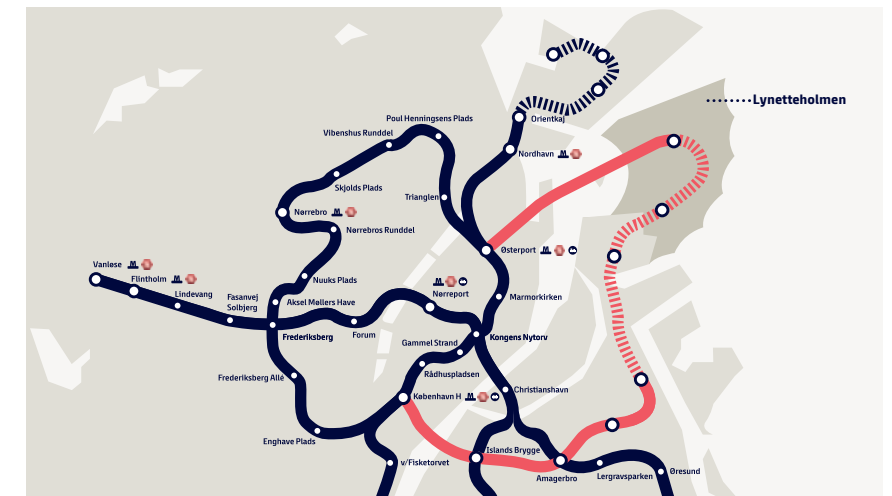 Lynetteholmen
Orientkaj
Poul Henningsens Plads
Vibenshus Runddel
Nordhavn
Skjolds Plads
Trianglen
Nørrebro
Nørrebros Runddel
Østerport
Vanløse
Flintholm
Nuuks Plads
Lindevang
Fasanvej
Solbjerg
Aksel Møllers Have
Nørreport
Marmorkirken
Frederiksberg
Forum
Gammel Strand
Kongens Nytorv
Rådhuspladsen
Frederiksberg Allé
København H
Christianshavn
Enghave Plads
Islands Brygge
v/Fisketorvet
Amagerbro
Lergravsparken
Øresund